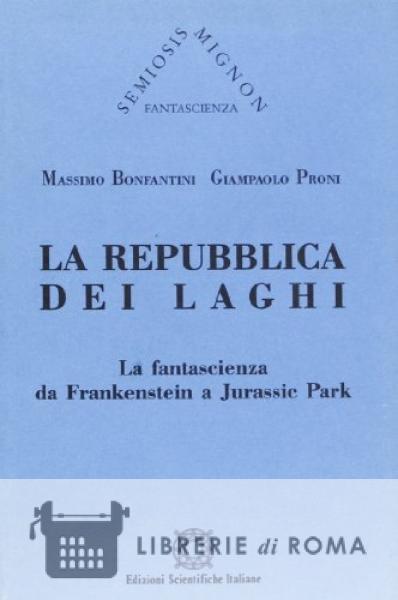 SEMIOSIS MIGNON
FANTASCIENZA
MASSIMO BONFANTINI GIAMPAOLO PRONI
LA REPUBBLICA
DEI LAGHI
La fantascienza
da Frankenstein a Jurassic Park
LIBRERIE di ROMA
Edizioni Scientifiche Italiane